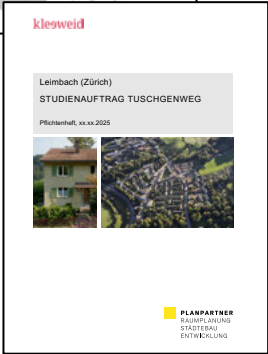 kleeweid
Leimbach (Zürich)
STUDIENAUFTRAG TUSCHGENWEG
Pflichtenheft, xx.xx.2025
PLANPARTNER
RAUMPLANUNG
STÄDTEBAU
ENTWICKLUNG